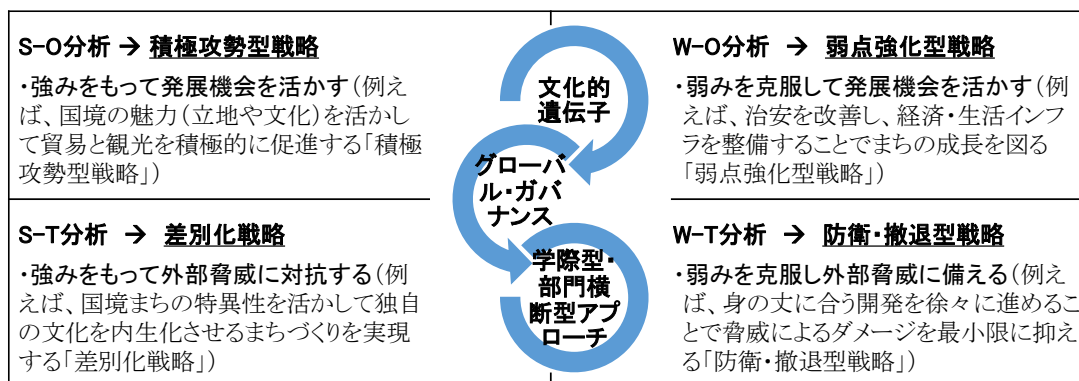 S-O分析 → 積極攻勢型戦略
・強みをもって発展機会を活かす(例え
ば、国境の魅力(立地や文化)を活かし
て貿易と観光を積極的に促進する「積極
攻勢型戦略」)
文化的
遺伝子
W-O分析 → 弱点強化型戦略
・弱みを克服して発展機会を活かす(例
えば、治安を改善し、経済・生活インフ
ラを整備することでまちの成長を図る
「弱点強化型戦略」)
グローバ
ル・ガバ
ナンス
S-T分析 → 差別化戦略
・強みをもって外部脅威に対抗する(例
えば、国境まちの特異性を活かして独自
の文化を内生化させるまちづくりを実現
する「差別化戦略」)
学際型・
部門横
断型アプ
ローチ
W-T分析 → 防衛・撤退型戦略
・弱みを克服し外部脅威に備える(例え
ば、身の丈に合う開発を徐々に進めるこ
とで脅威によるダメージを最小限に抑え
る「防衛・撤退型戦略」)